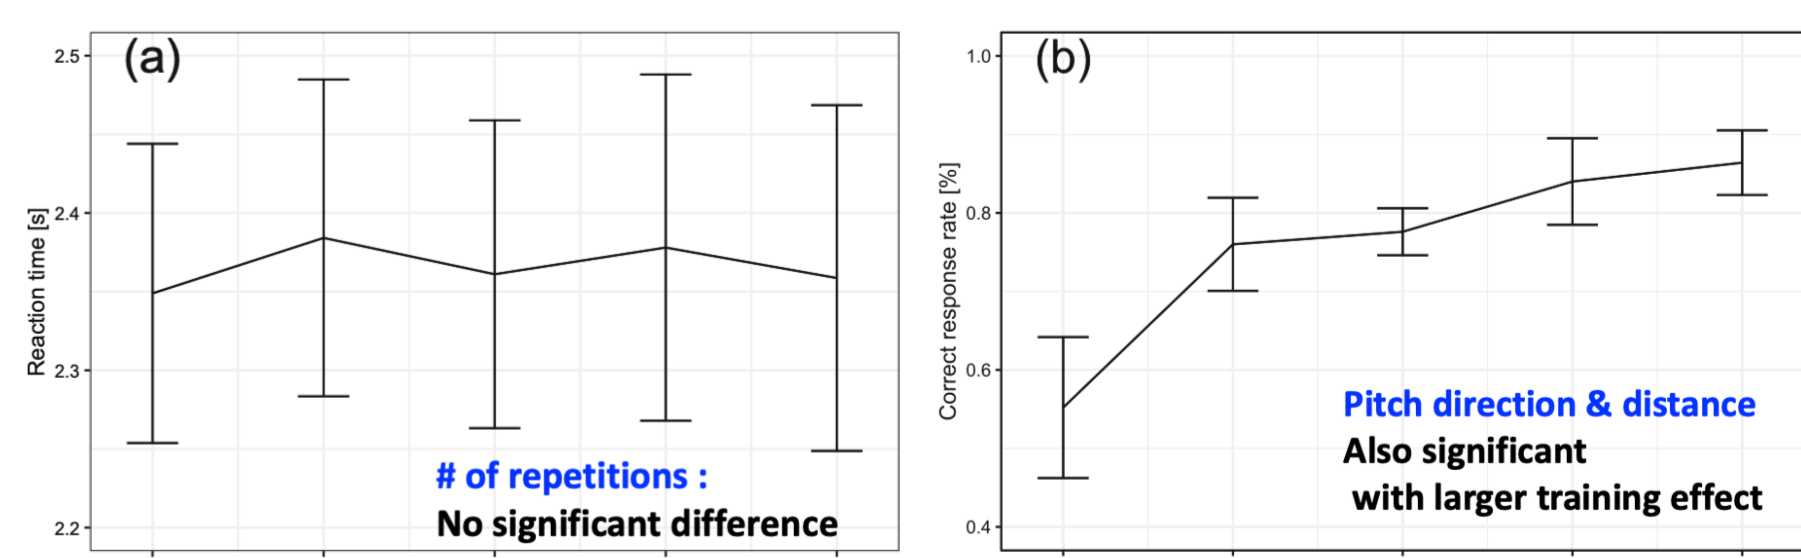 (a)
2.5
2.4
2.3
2.2
Reaction time [s]
# of repetitions :
No significant difference
(b)
1.0
0.8
0.6
0.4
Correct response rate [%]
Pitch direction & distance
Also significant
with larger training effect